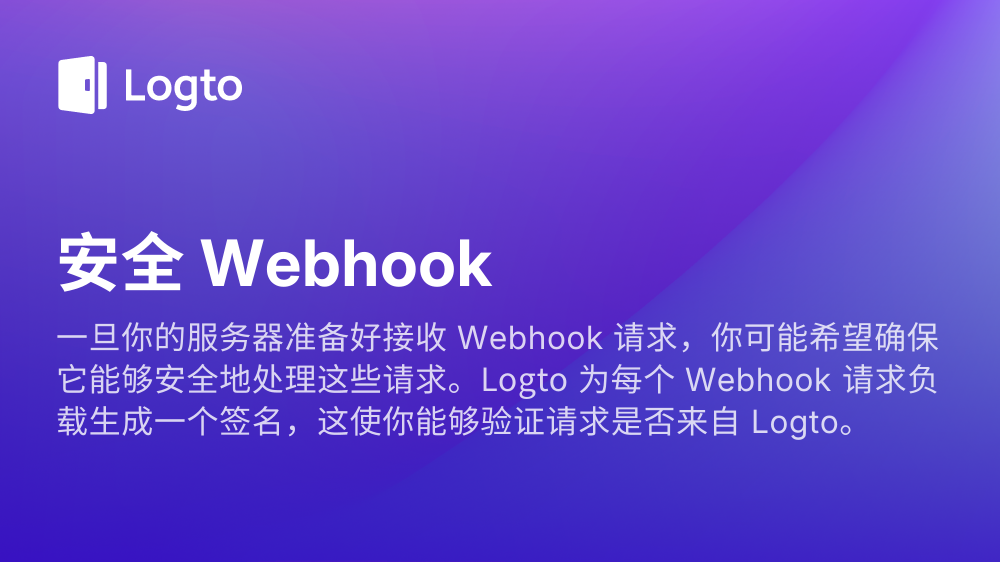 Logto
安全 Webhook
一旦你的服务器准备好接收 Webhook 请求，你可能希望确保
它能够安全地处理这些请求。Logto 为每个 Webhook 请求负
载生成一个签名，这使你能够验证请求是否来自 Logto。